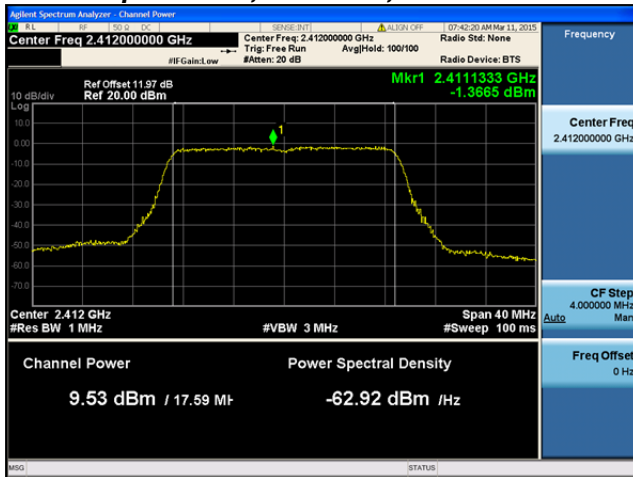 Agilent Spectrum Analyzer - Channel Power
RL RF 50 Ω DC SENSE:INT ALIGN OFF 07:42:20 AM Mar 11, 2015
Center Freq 2.412000000 GHz
Center Freq: 2.412000000 GHz
Radio Std: None
Trig: Free Run Avg|Hold: 100/100
#IFGain:Low #Atten: 20 dB Radio Device: BTS
Ref Offset 11.97 dB
10 dB/div Ref 20.00 dBm
Mkr1 2.4111333 GHz
-1.3665 dBm
Log
10.0
0.00
-10.0
-20.0
-30.0
-40.0
-50.0
-60.0
-70.0
1
Center 2.412 GHz Span 40 MHz
#Res BW 1 MHz #VBW 3 MHz #Sweep 100 ms
Channel Power Power Spectral Density
9.53 dBm / 17.59 MH -62.92 dBm /Hz
MSG STATUS
Frequency
Center Freq
2.412000000 GHz
CF Step
4.000000 MHz
Auto Man
Freq Offset
0 Hz